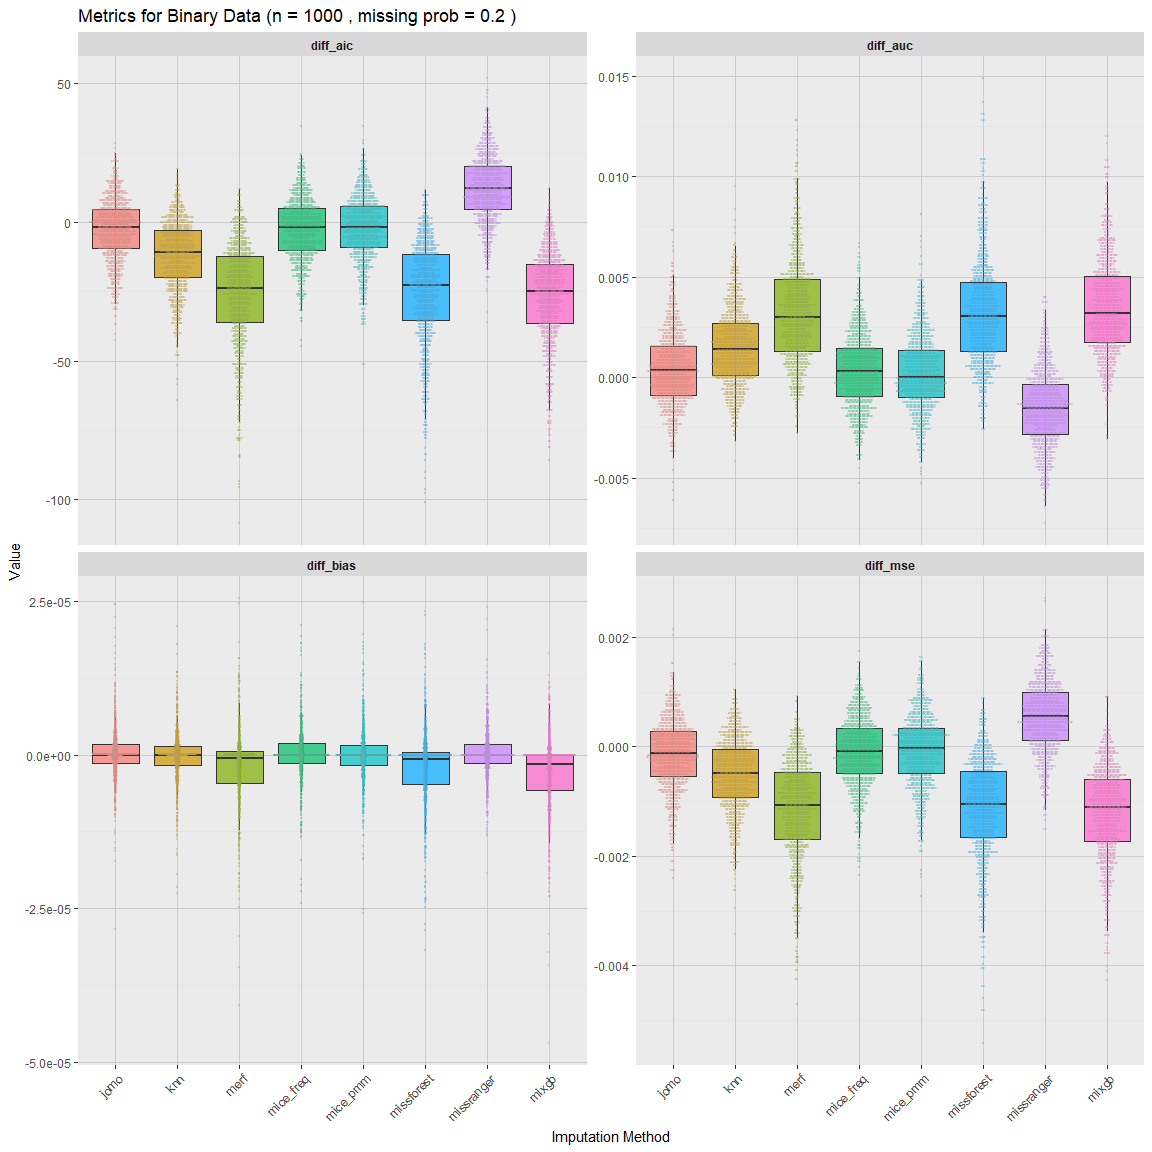 Metrics for Binary Data (n = 1000 , missing prob = 0.2 )
diff_aic
diff_auc
50
0
-50
-100
0.015
0.010
0.005
0.000
-0.005
diff_bias
diff_mse
2.5e-05
0.0e+00
-2.5e-05
-5.0e-05
0.002
0.000
-0.002
-0.004
Value
jomo
knn
merf
mice_freq
mice_pmm
missforest
missranger
mixgb
jomo
knn
merf
mice_freq
mice_pmm
missforest
missranger
mixgb
Imputation Method